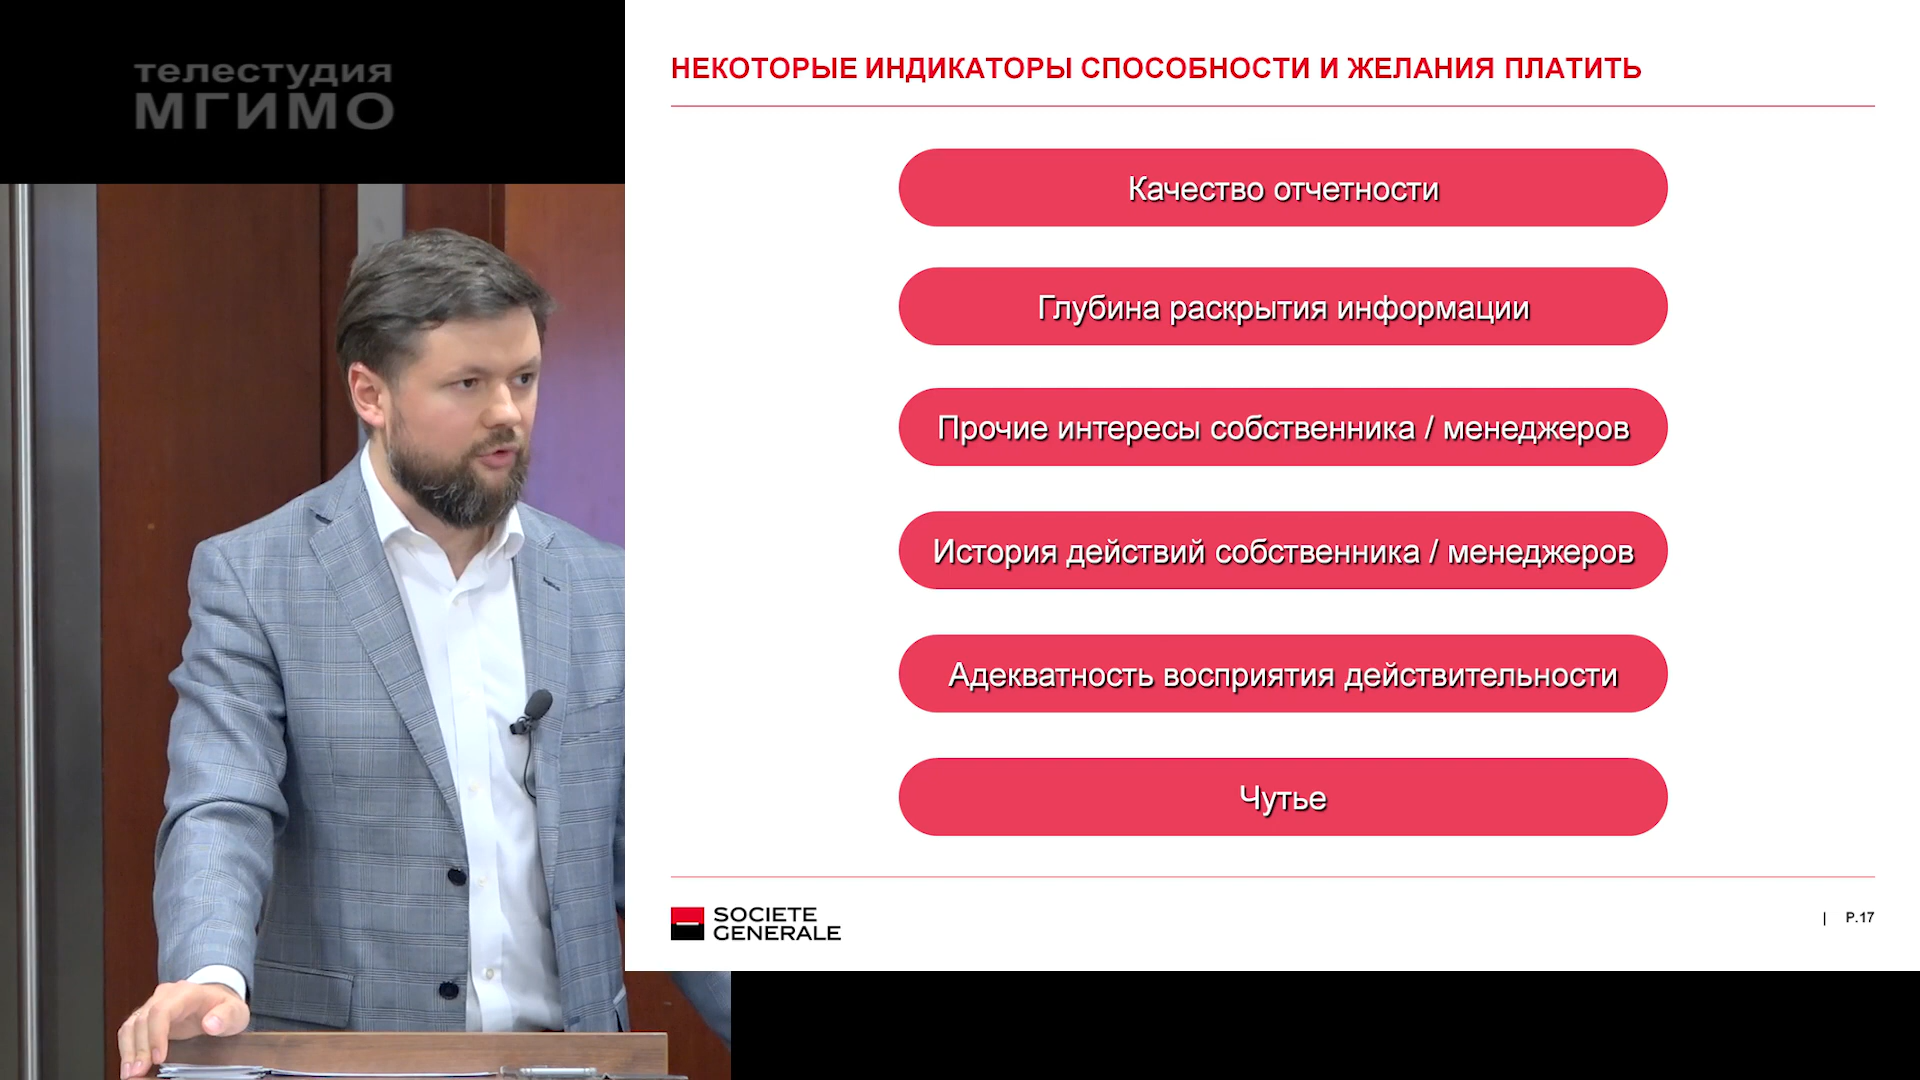 телестудия
МГИМО
НЕКОТОРЫЕ ИНДИКАТОРЫ СПОСОБНОСТИ И ЖЕЛАНИЯ ПЛАТИТЬ
Качество отчетности
Глубина раскрытия информации
Прочие интересы собственника / менеджеров
История действий собственника / менеджеров
Адекватность восприятия действительности
Чутье
SOCIETE
GENERALE
| P.17